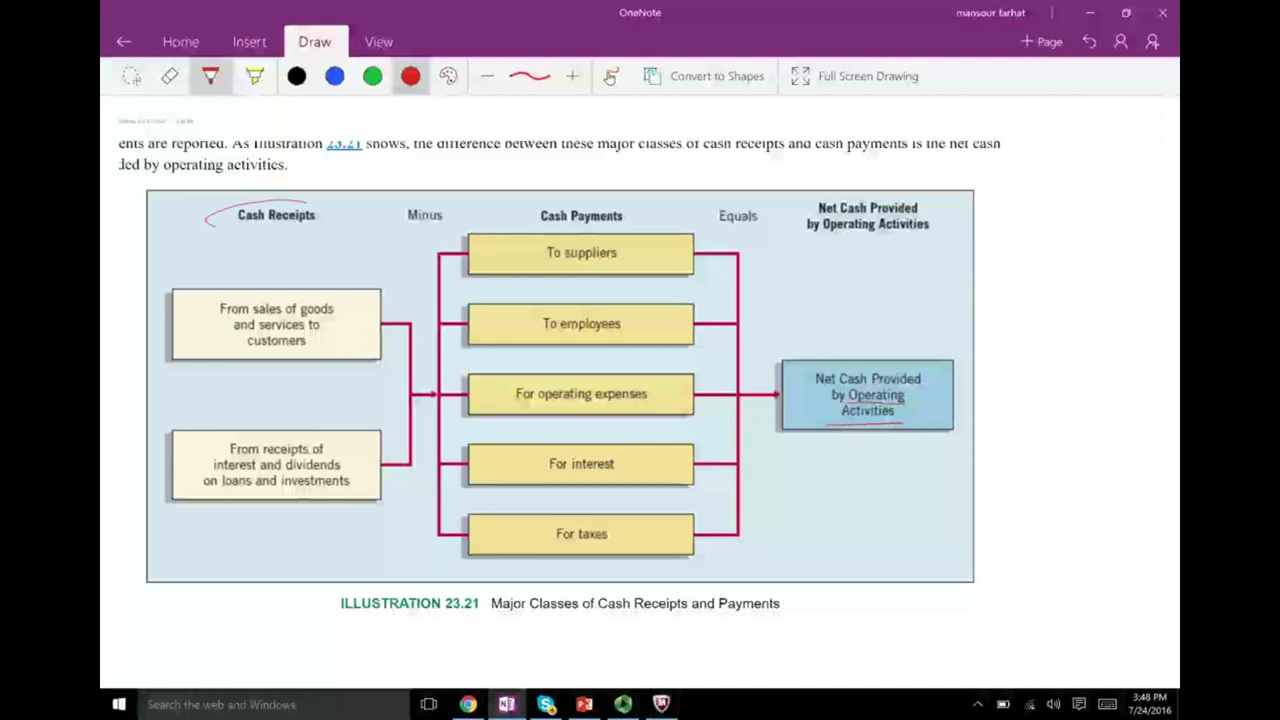 OneNote
mansour farhat
Home
Insert
Draw
View
Page
Convert to Shapes
Full Screen Drawing
ents are reported. As Illustration 23.21 shows, the difference between these major classes of cash receipts and cash payments is the net cash
ded by operating activities.
Cash Receipts
Minus
Cash Payments
Equals
Net Cash Provided
by Operating Activities
To suppliers
From sales of goods
and services to
customers
To employees
For operating expenses
Net Cash Provided
by Operating
Activities
From receipts of
interest and dividends
on loans and investments
For interest
For taxes
ILLUSTRATION 23.21 Major Classes of Cash Receipts and Payments
Search the web and Windows
3:48 PM
7/24/2016